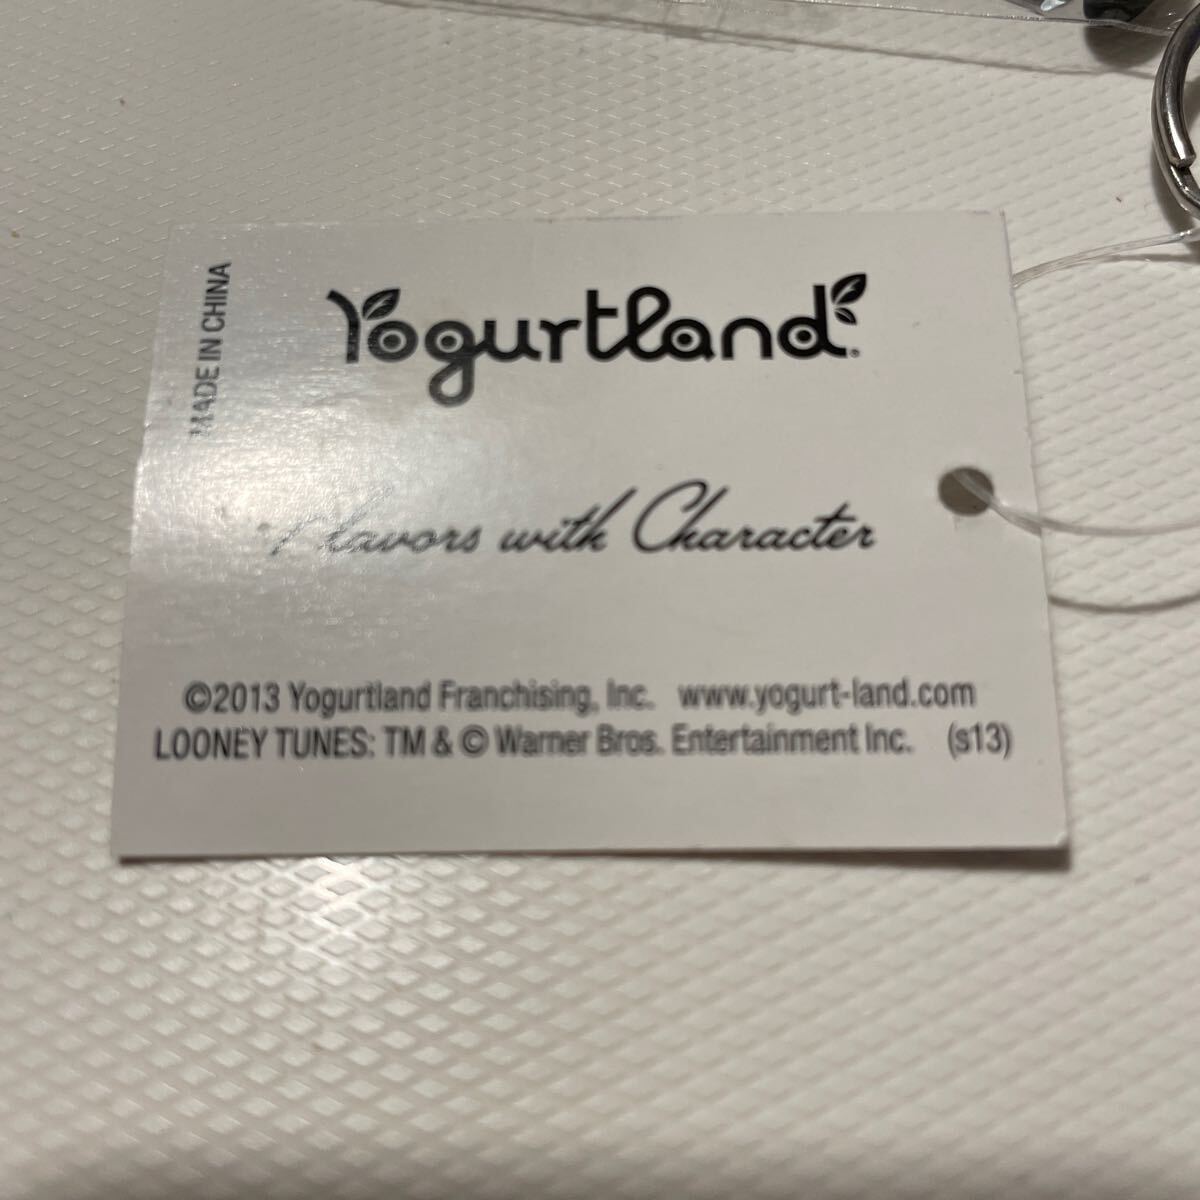 MADE IN CHINA
Yogurtland®
Flavors with Character
©2013 Yogurtland Franchising, Inc. www.yogurt-land.com
LOONEY TUNES: TM & © Warner Bros. Entertainment Inc. (s13)